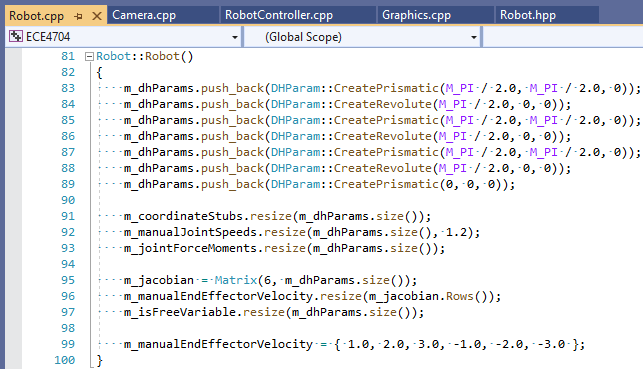 Robot.cpp Camera.cpp RobotController.cpp Graphics.cpp Robot.hpp
ECE4704 (Global Scope)
81 Robot::Robot()
82 {
83 m_dhParams.push_back(DHParam::CreatePrismatic(M_PI / 2.0, M_PI / 2.0, 0));
84 m_dhParams.push_back(DHParam::CreateRevolute(M_PI / 2.0, 0, 0));
85 m_dhParams.push_back(DHParam::CreatePrismatic(M_PI / 2.0, M_PI / 2.0, 0));
86 m_dhParams.push_back(DHParam::CreateRevolute(M_PI / 2.0, 0, 0));
87 m_dhParams.push_back(DHParam::CreatePrismatic(M_PI / 2.0, M_PI / 2.0, 0));
88 m_dhParams.push_back(DHParam::CreateRevolute(M_PI / 2.0, 0, 0));
89 m_dhParams.push_back(DHParam::CreatePrismatic(0, 0, 0));
90
91 m_coordinateStubs.resize(m_dhParams.size());
92 m_manualJointSpeeds.resize(m_dhParams.size(), 1.2);
93 m_jointForceMoments.resize(m_dhParams.size());
94
95 m_jacobian = Matrix(6, m_dhParams.size());
96 m_manualEndEffectorVelocity.resize(m_jacobian.Rows());
97 m_isFreeVariable.resize(m_dhParams.size());
98
99 m_manualEndEffectorVelocity = { 1.0, 2.0, 3.0, -1.0, -2.0, -3.0 };
100 }